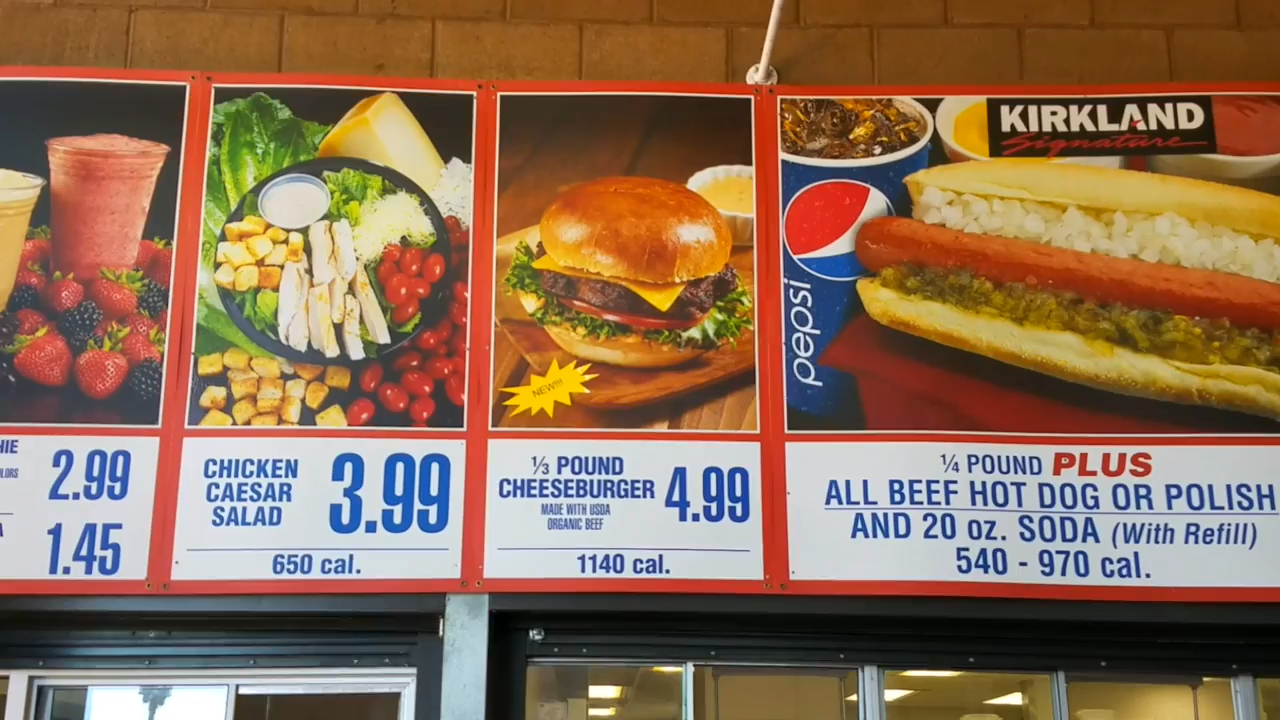 HIE
2.99
1.45
CHICKEN
CAESAR
SALAD
3.99
650 cal.
NEW!!!
⅓ POUND
CHEESEBURGER
MADE WITH USDA
ORGANIC BEEF
4.99
1140 cal.
pepsi
KIRKLAND
Signature
¼ POUND PLUS
ALL BEEF HOT DOG OR POLISH
AND 20 oz. SODA (With Refill)
540 - 970 cal.